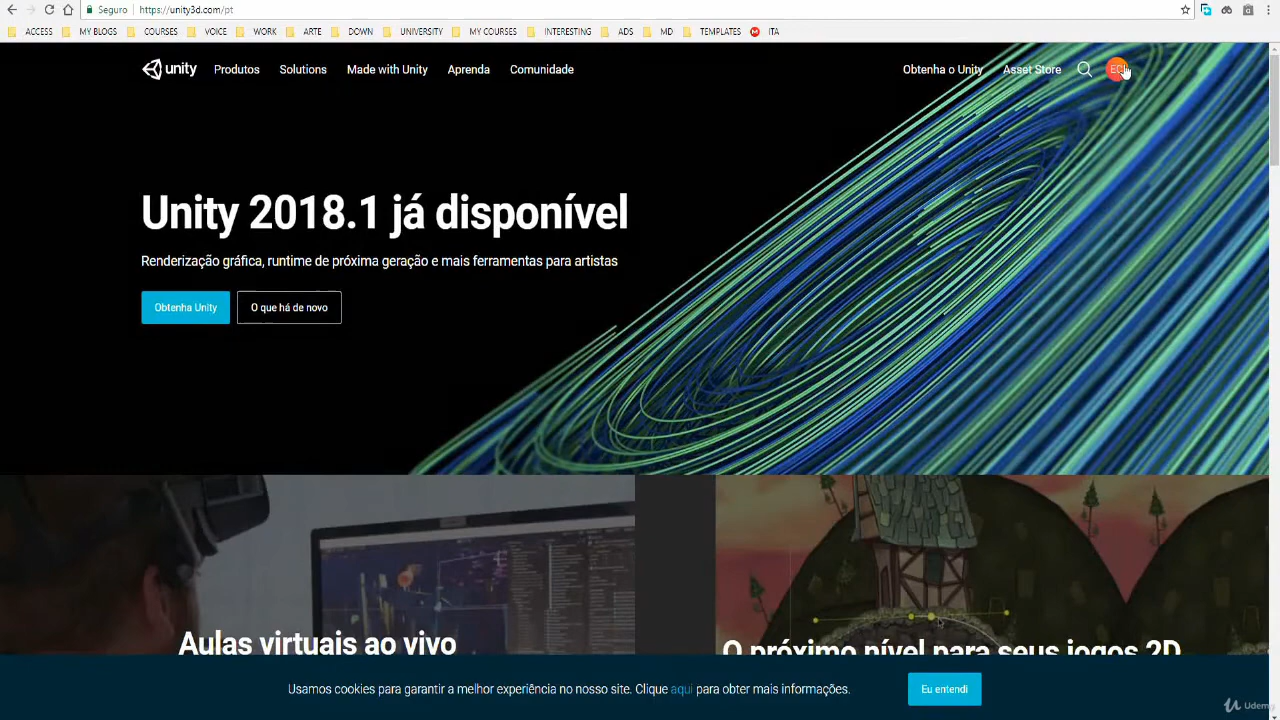 Seguro
https://unity3d.com/pt
ACCESS MY BLOGS COURSES VOICE WORK ARTE DOWN UNIVERSITY MY COURSES INTERESTING ADS MD TEMPLATES ITA
unity Produtos Solutions Made with Unity Aprenda Comunidade Obtenha o Unity Asset Store
Unity 2018.1 já disponível
Renderização gráfica, runtime de próxima geração e mais ferramentas para artistas
Obtenha Unity O que há de novo
Aulas virtuais ao vivo
O próximo nível para seus jogos 2D
Usamos cookies para garantir a melhor experiência no nosso site. Clique aqui para obter mais informações. Eu entendi